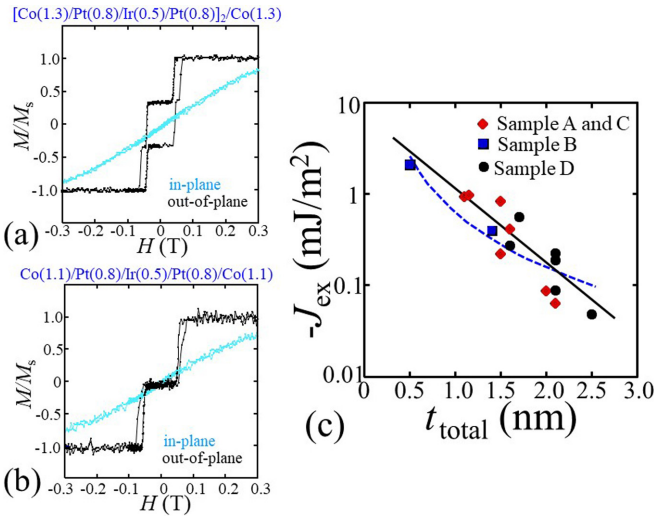 [Co(1.3)/Pt(0.8)/Ir(0.5)/Pt(0.8)]₂/Co(1.3)
1.0
0.5
0
-0.5
-1.0
M/Mₛ
in-plane
out-of-plane
-0.3 -0.2 -0.1 0 0.1 0.2 0.3
H (T)
(a)
Co(1.1)/Pt(0.8)/Ir(0.5)/Pt(0.8)/Co(1.1)
1.0
0.5
0
-0.5
-1.0
M/Mₛ
in-plane
out-of-plane
-0.3 -0.2 -0.1 0 0.1 0.2 0.3
H (T)
(b)
10
1
0.1
0.01
-Jex (mJ/m²)
Sample A and C
Sample B
Sample D
0 0.5 1.0 1.5 2.0 2.5 3.0
t total (nm)
(c)